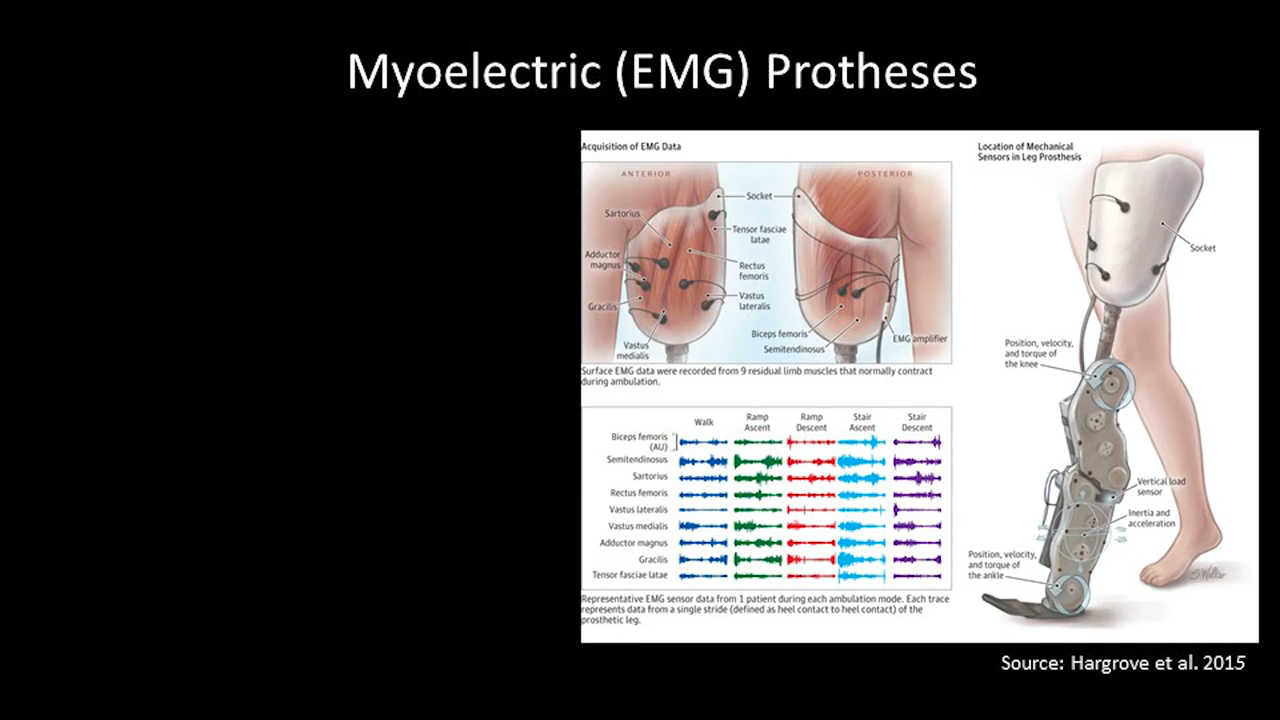 Myoelectric (EMG) Protheses
Acquisition of EMG Data
ANTERIOR
POSTERIOR
Socket
Sartorius
Tensor fasciae
latae
Adductor
magnus
Rectus
femoris
Gracilis
Vastus
lateralis
Vastus
medialis
Biceps femoris
Semitendinosus
EMG amplifier
Surface EMG data were recorded from 9 residual limb muscles that normally contract
during ambulation.
Walk
Ramp
Ascent
Ramp
Descent
Stair
Ascent
Stair
Descent
Biceps femoris
(AU)
Semitendinosus
Sartorius
Rectus femoris
Vastus lateralis
Vastus medialis
Adductor magnus
Gracilis
Tensor fasciae latae
Representative EMG sensor data from 1 patient during each ambulation mode. Each trace
represents data from a single stride (defined as heel contact to heel contact) of the
prosthetic leg.
Location of Mechanical
Sensors in Leg Prosthesis
Socket
Position, velocity,
and torque of
the knee
Vertical load
sensor
Inertia and
acceleration
Position, velocity,
and torque of
the ankle
Source: Hargrove et al. 2015